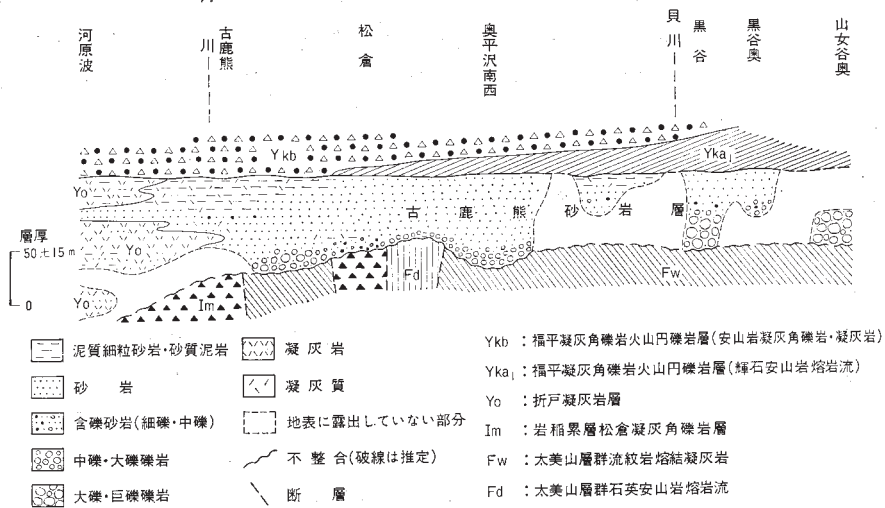 河原波
川
古鹿熊
松倉
奥平沢南西
貝川
黒谷
黒谷奥
山女谷奥
Ykb
Yka1
Yo
古鹿熊砂岩層
Yo
層厚
50±15m
0
Yo
Im
Fd
Fw
泥質細粒砂岩・砂質泥岩
凝灰岩
砂岩
凝灰質
含礫砂岩(細礫・中礫)
地表に露出していない部分
中礫・大礫礫岩
不整合(破線は推定)
大礫・巨礫礫岩
断層
Ykb:福平凝灰角礫岩火山円礫岩層(安山岩凝灰角礫岩・凝灰岩)
Yka1:福平凝灰角礫岩火山円礫岩層(輝石安山岩熔岩流)
Yo:折戸凝灰岩層
Im:岩稲累層松倉凝灰角礫岩層
Fw:太美山層群流紋岩熔結凝灰岩
Fd:太美山層群石英安山岩熔岩流